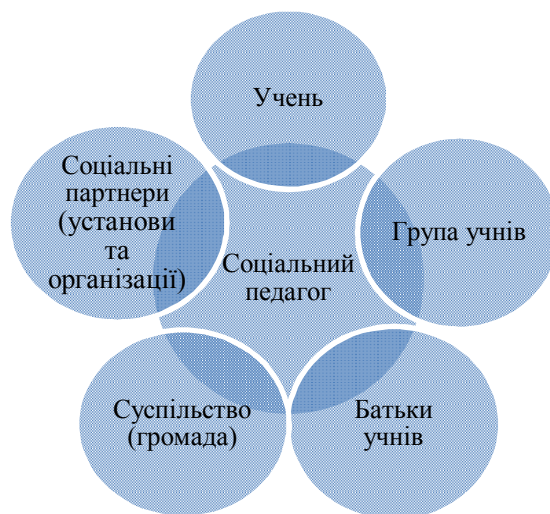 Учень
Соціальні
партнери
(установи
та
організації)
Група учнів
Соціальний
педагог
Суспільство
(громада)
Батьки
учнів